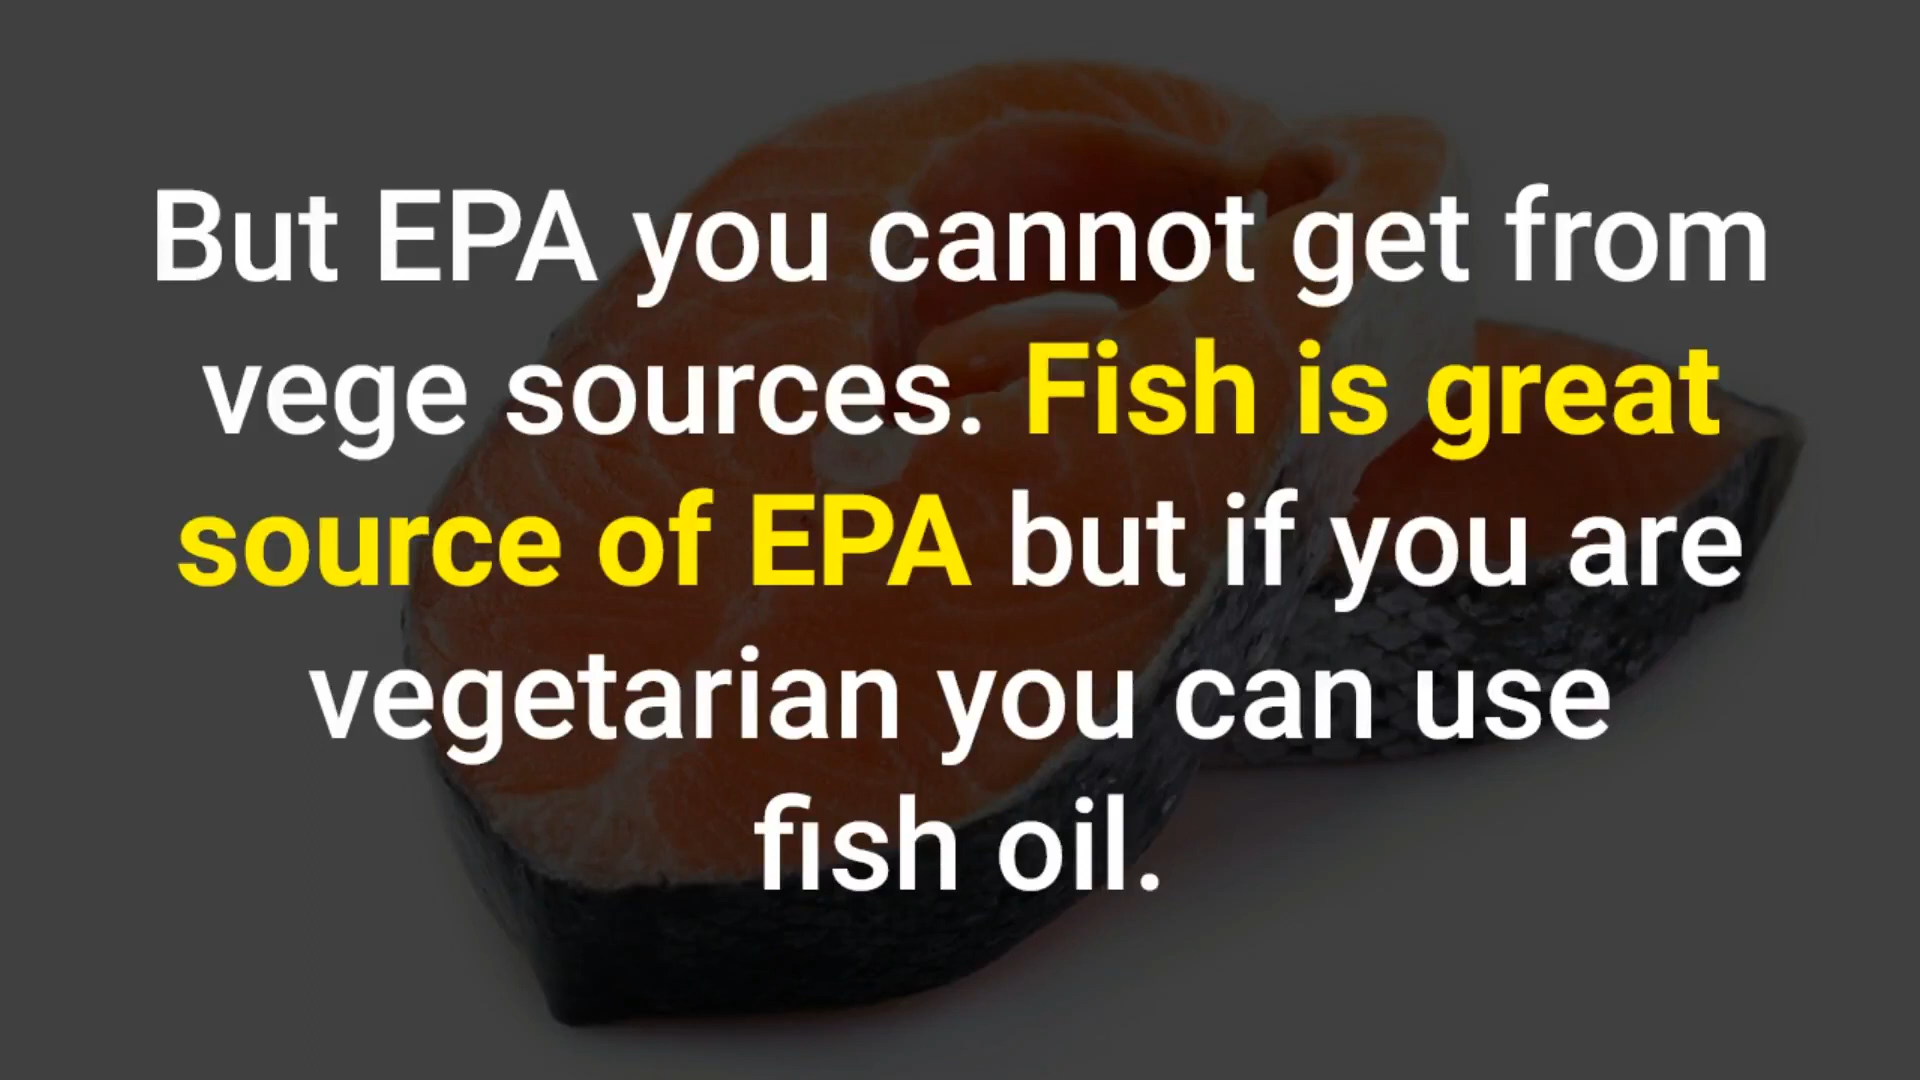 But EPA you cannot get from
vege sources. Fish is great
source of EPA but if you are
vegetarian you can use
fish oil.